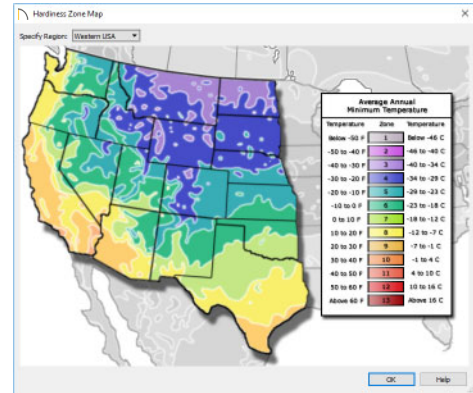 Hardiness Zone Map
Specify Region: Western USA
Average Annual
Minimum Temperature
Temperature Zone Temperature
Below -50 F 1 Below -46 C
-50 to -40 F 2 -46 to -40 C
-40 to -30 F 3 -40 to -34 C
-30 to -20 F 4 -34 to -29 C
-20 to -10 F 5 -29 to -23 C
-10 to 0 F 6 -23 to -18 C
0 to 10 F 7 -18 to -12 C
10 to 20 F 8 -12 to -7 C
20 to 30 F 9 -7 to -1 C
30 to 40 F 10 -1 to 4 C
40 to 50 F 11 4 to 10 C
50 to 60 F 12 10 to 16 C
Above 60 F 13 Above 16 C
OK Help